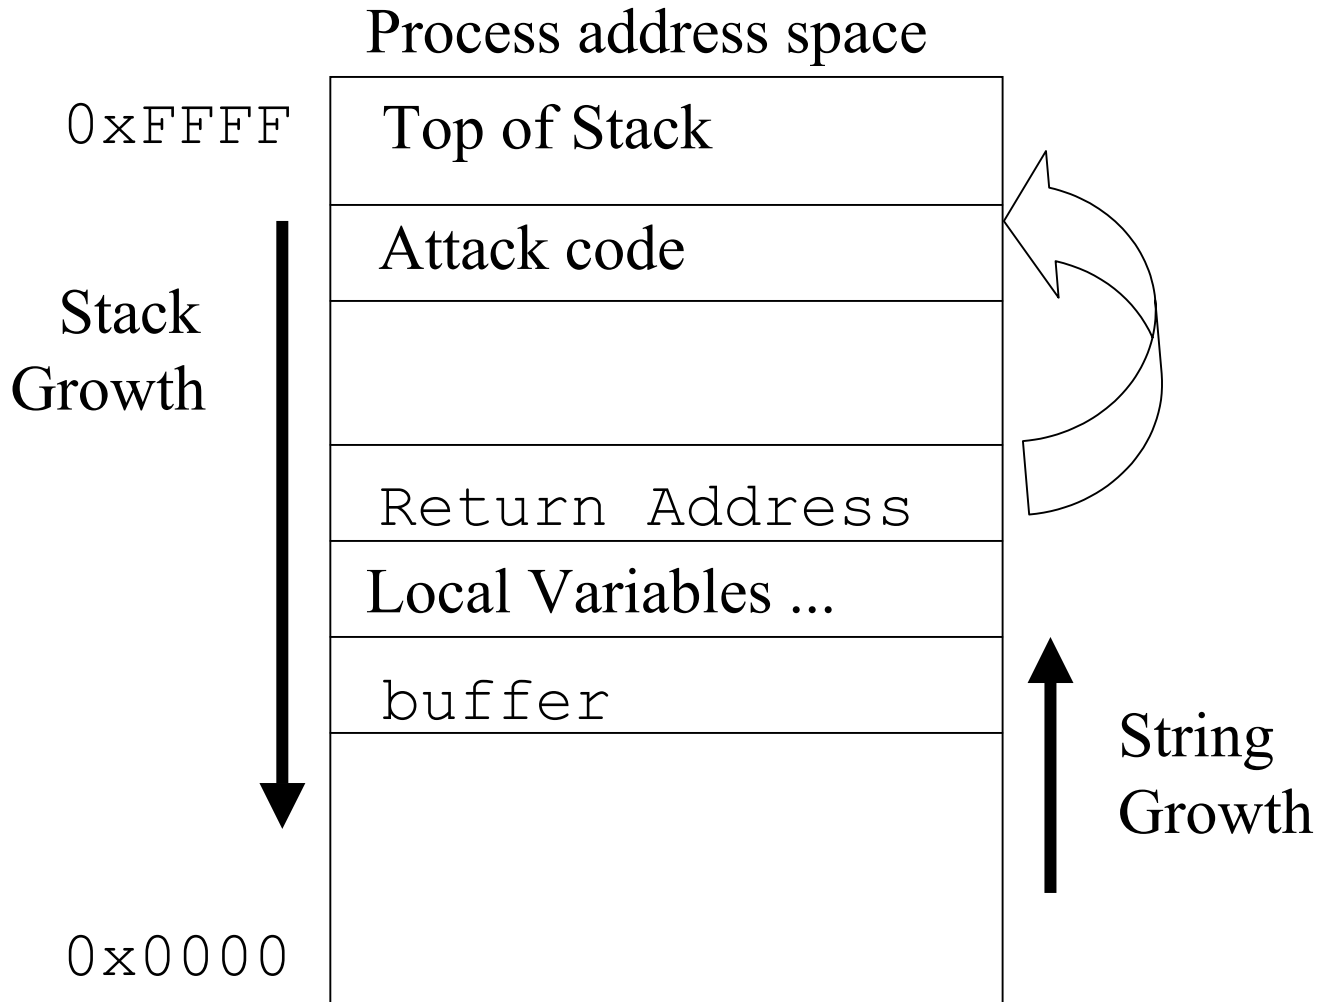 Process address space
0xFFFF
Top of Stack
Attack code
Stack
Growth
Return Address
Local Variables ...
buffer
String
Growth
0x0000